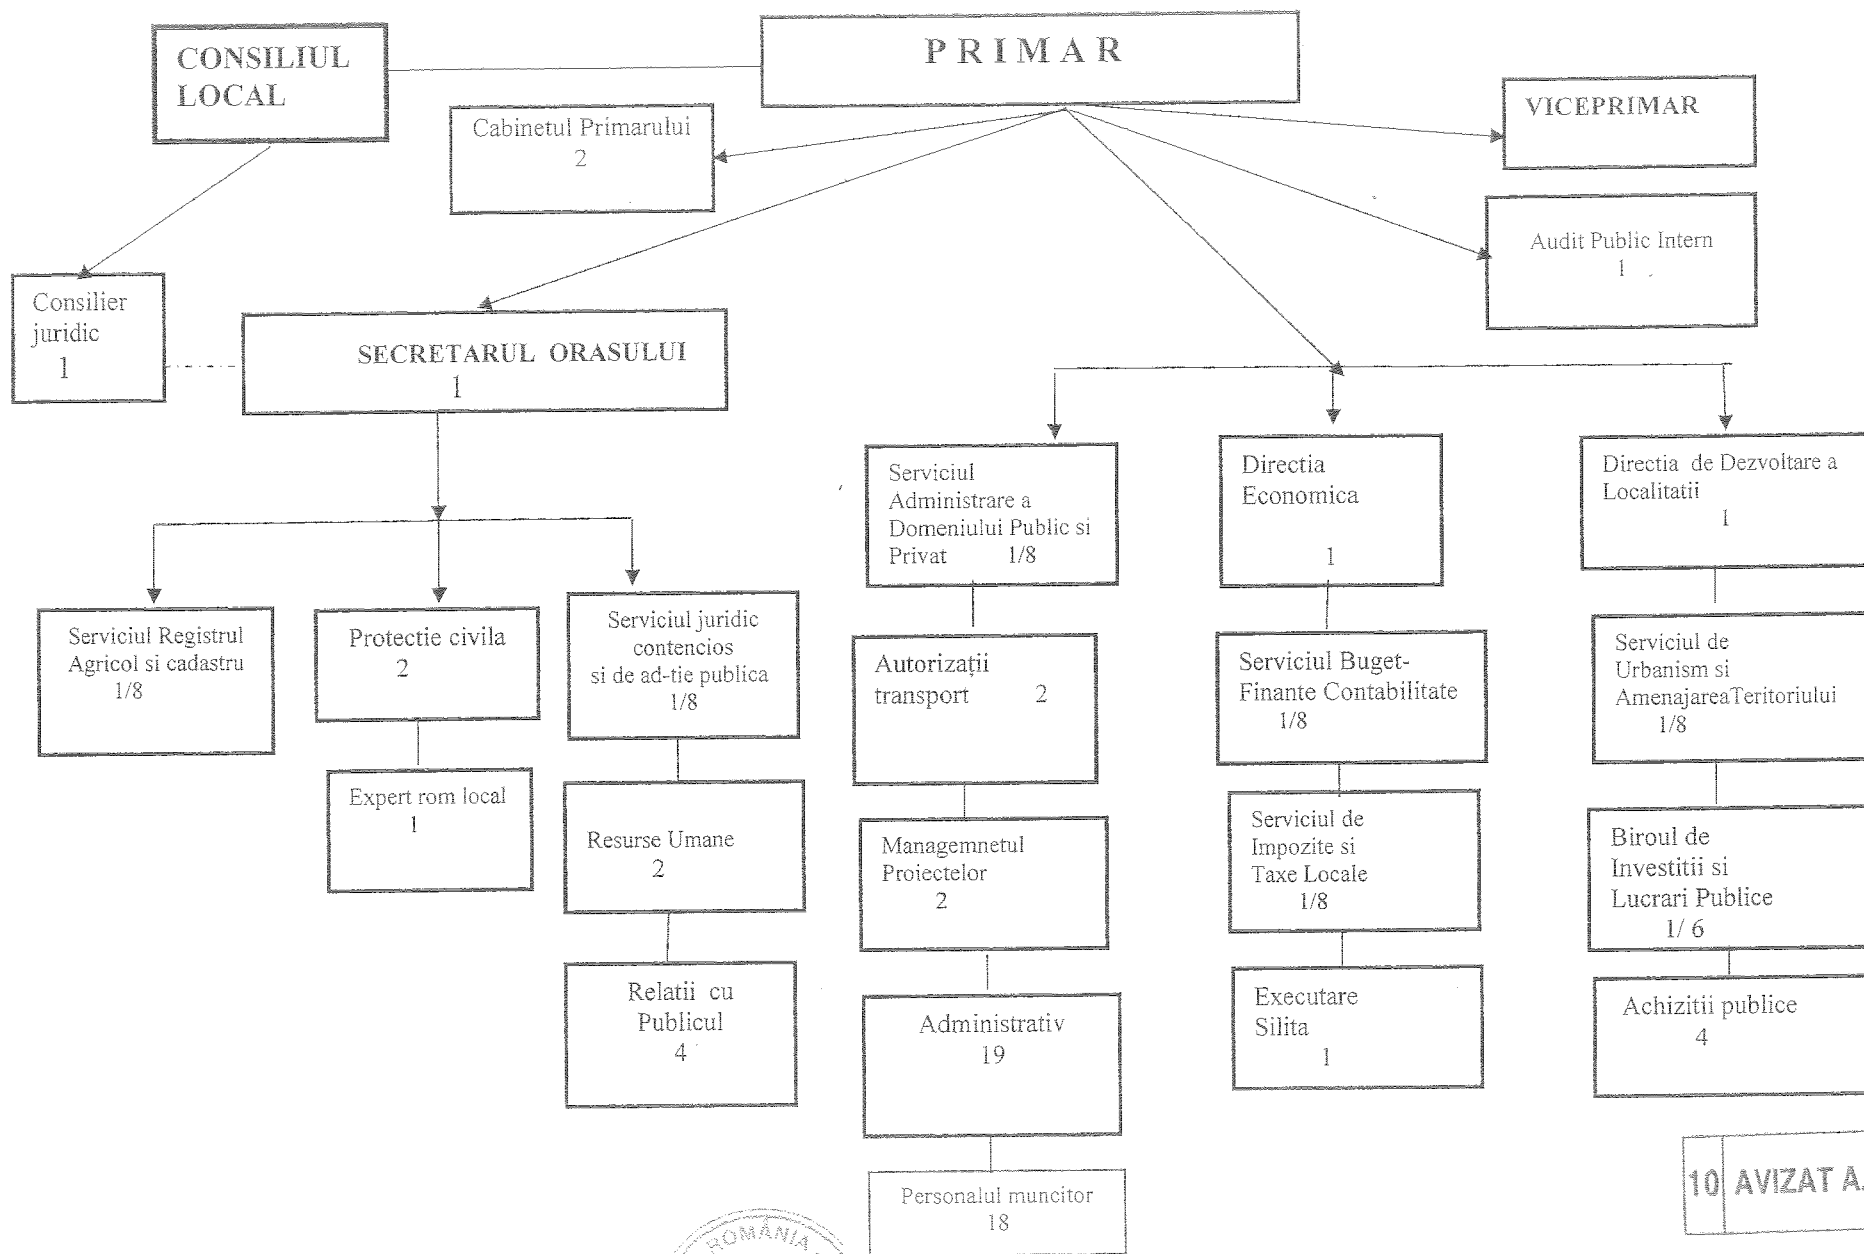 CONSILIUL
LOCAL
P R I M A R
Cabinetul Primarului
2
VICEPRIMAR
Audit Public Intern
1
Consilier
juridic
1
SECRETARUL ORASULUI
1
Serviciul
Administrare a
Domeniului Public si
Privat 1/8
Directia
Economica
1
Directia de Dezvoltare a
Localitatii
1
Serviciul Registrul
Agricol si cadastru
1/8
Protectie civila
2
Serviciul juridic
contencios
si de ad-tie publica
1/8
Autorizații
transport 2
Serviciul Buget-
Finante Contabilitate
1/8
Serviciul de
Urbanism si
AmenajareaTeritoriului
1/8
Expert rom local
1
Resurse Umane
2
Managemnetul
Proiectelor
2
Serviciul de
Impozite si
Taxe Locale
1/8
Biroul de
Investitii si
Lucrari Publice
1/ 6
Relatii cu
Publicul
4
Administrativ
19
Executare
Silita
1
Achizitii publice
4
Personalul muncitor
18
ROMÂNIA
10 AVIZAT A.